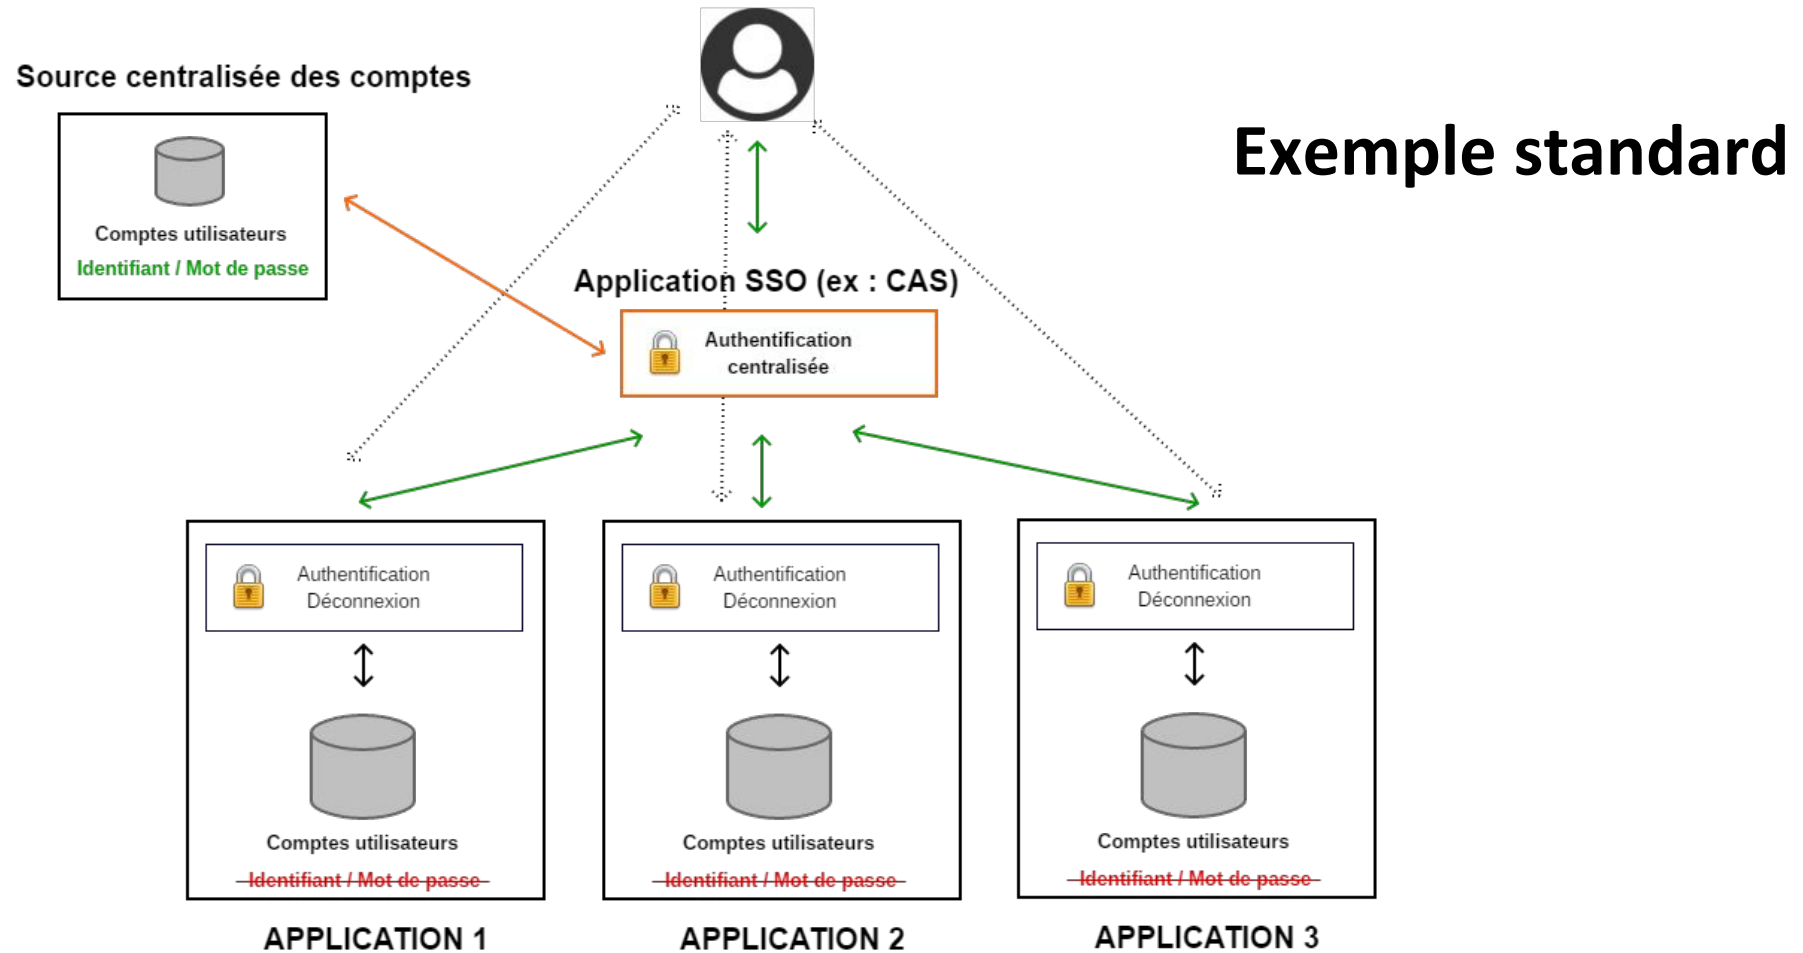 Source centralisée des comptes
Comptes utilisateurs
Identifiant / Mot de passe
Exemple standard
Application SSO (ex : CAS)
Authentification
centralisée
Authentification
Déconnexion
Comptes utilisateurs
Identifiant / Mot de passe
APPLICATION 1
Authentification
Déconnexion
Comptes utilisateurs
Identifiant / Mot de passe
APPLICATION 2
Authentification
Déconnexion
Comptes utilisateurs
Identifiant / Mot de passe
APPLICATION 3